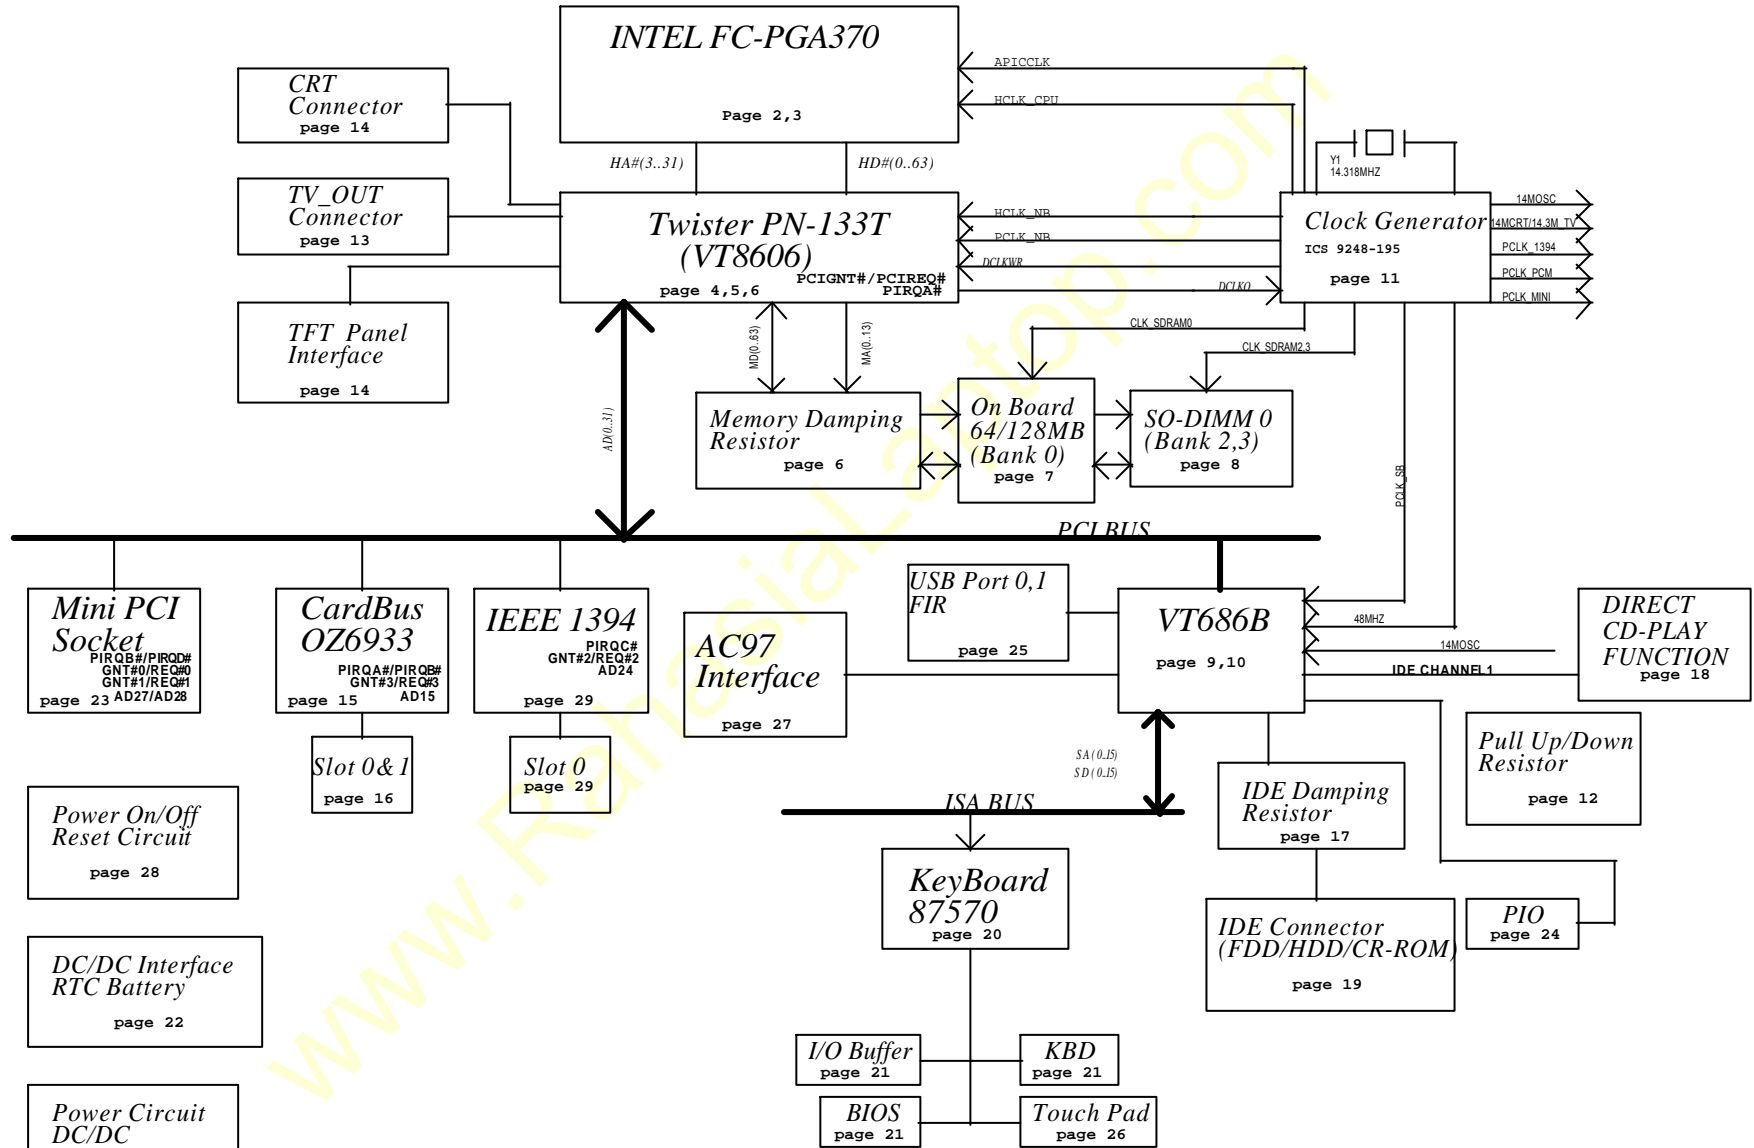 INTEL FC-PGA370
Page 2,3
APICCLK
HCLK_CPU
CRT
Connector
page 14
HA#(3..31)
HD#(0..63)
Y1
14.318MHZ
TV_OUT
Connector
page 13
Twister PN-133T
(VT8606)
page 4,5,6
PCIGNT#/PCIREQ#
PIRQA#
HCLK_NB
PCLK_NB
DCLKWR
DCLKO
Clock Generator
ICS 9248-195
page 11
14MOSC
14MCRT/14.3M_TV
PCLK_1394
PCLK_PCM
PCLK_MINI
TFT Panel
Interface
page 14
MD(0..63)
MA(0..13)
CLK_SDRAM0
CLK_SDRAM2,3
AD(0..31)
Memory Damping
Resistor
page 6
On Board
64/128MB
(Bank 0)
page 7
SO-DIMM 0
(Bank 2,3)
page 8
PCLK_SB
PCI BUS
Mini PCI
Socket
PIRQB#/PIRQD#
GNT#0/REQ#0
GNT#1/REQ#1
page 23 AD27/AD28
CardBus
OZ6933
PIRQA#/PIRQB#
GNT#3/REQ#3
page 15 AD15
IEEE 1394
PIRQC#
GNT#2/REQ#2
AD24
page 29
USB Port 0,1
FIR
page 25
AC97
Interface
page 27
VT686B
page 9,10
48MHZ
14MOSC
IDE CHANNEL1
DIRECT
CD-PLAY
FUNCTION
page 18
Slot 0&1
page 16
Slot 0
page 29
SA(0..15)
SD(0..15)
Pull Up/Down
Resistor
page 12
Power On/Off
Reset Circuit
page 28
ISA BUS
IDE Damping
Resistor
page 17
KeyBoard
87570
page 20
IDE Connector
(FDD/HDD/CR-ROM)
page 19
PIO
page 24
DC/DC Interface
RTC Battery
page 22
I/O Buffer
page 21
KBD
page 21
Power Circuit
DC/DC
BIOS
page 21
Touch Pad
page 26
www.RahasiaLaptop.com